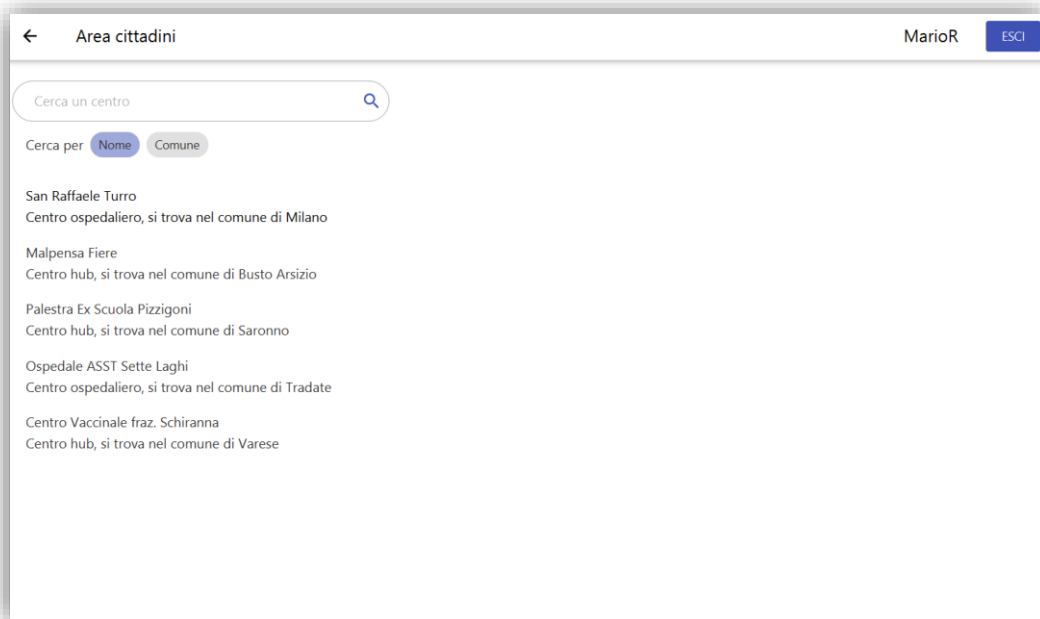 Area cittadini MarioR ESCI
Cerca un centro
Cerca per Nome Comune
San Raffaele Turro
Centro ospedaliero, si trova nel comune di Milano
Malpensa Fiere
Centro hub, si trova nel comune di Busto Arsizio
Palestra Ex Scuola Pizzigoni
Centro hub, si trova nel comune di Saronno
Ospedale ASST Sette Laghi
Centro ospedaliero, si trova nel comune di Tradate
Centro Vaccinale fraz. Schiranna
Centro hub, si trova nel comune di Varese